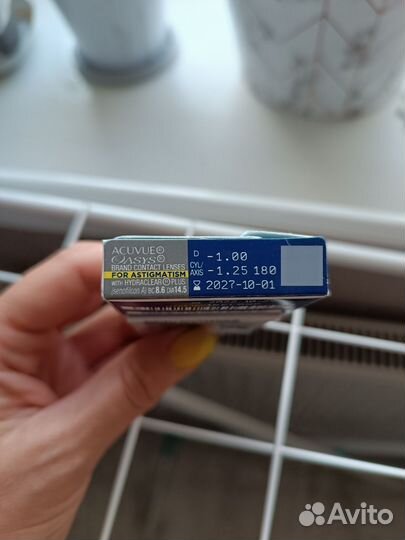 ACUVUE®
OASYS®
BRAND CONTACT LENSES
FOR ASTIGMATISM
WITH HYDRACLEAR® PLUS
(senofilcon A) BC 8.6 DIA 14.5
D -1.00
CYL/AXIS -1.25 180
2027-10-01
Avito